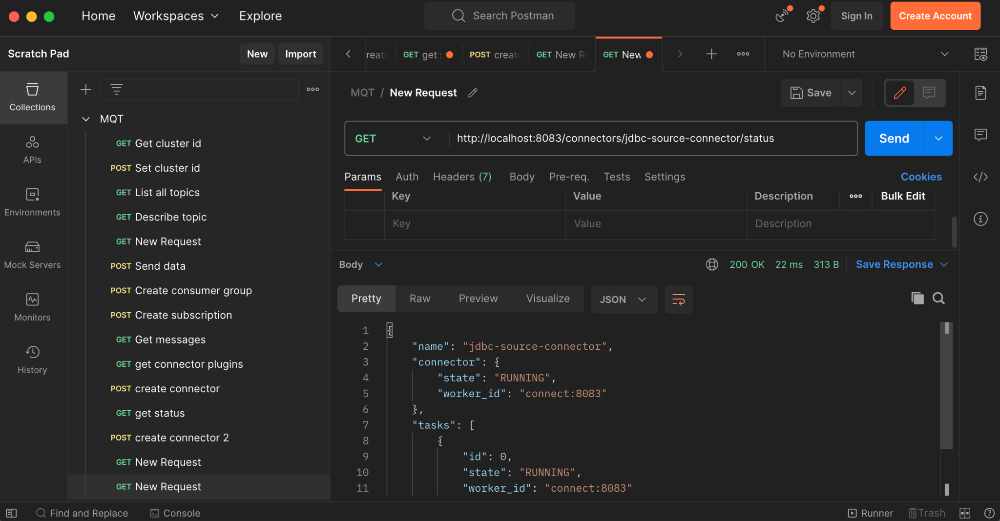 Home Workspaces Explore Search Postman Sign In Create Account
Scratch Pad New Import GET get POST GET New GET New No Environment
Collections
APIs
Environments
Mock Servers
Monitors
History
MQT
GET Get cluster id
POST Set cluster id
GET List all topics
GET Describe topic
GET New Request
POST Send data
POST Create consumer group
POST Create subscription
GET Get messages
GET get connector plugins
POST create connector
GET get status
POST create connector 2
GET New Request
GET New Request
MQT / New Request Save
GET http://localhost:8083/connectors/jdbc-source-connector/status Send
Params Auth Headers (7) Body Pre-req. Tests Settings Cookies
Key Value Description Bulk Edit
Key Value Description
Body 200 OK 22 ms 313 B Save Response
Pretty Raw Preview Visualize JSON
1 {
2 "name": "jdbc-source-connector",
3 "connector": {
4 "state": "RUNNING",
5 "worker_id": "connect:8083"
6 },
7 "tasks": [
8 {
9 "id": 0,
10 "state": "RUNNING",
11 "worker_id": "connect:8083"
Find and Replace Console Runner Trash